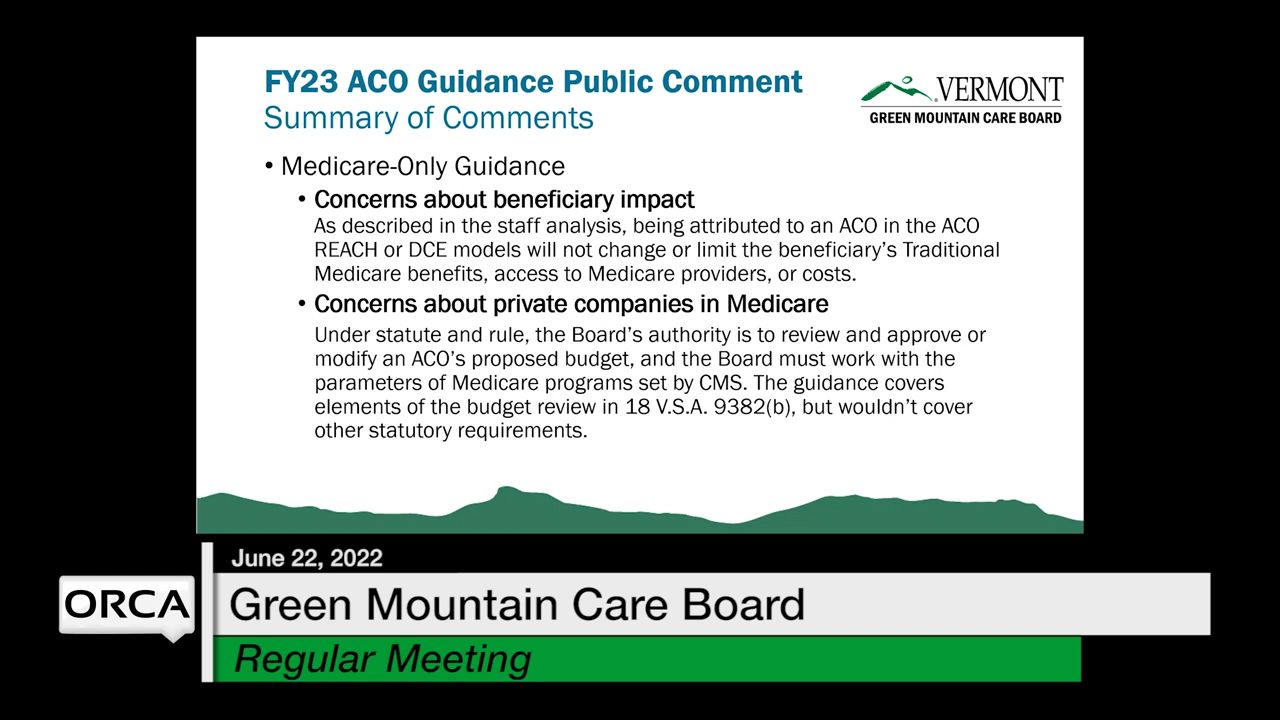 FY23 ACO Guidance Public Comment
Summary of Comments
VERMONT
GREEN MOUNTAIN CARE BOARD
• Medicare-Only Guidance
• Concerns about beneficiary impact
As described in the staff analysis, being attributed to an ACO in the ACO
REACH or DCE models will not change or limit the beneficiary's Traditional
Medicare benefits, access to Medicare providers, or costs.
• Concerns about private companies in Medicare
Under statute and rule, the Board's authority is to review and approve or
modify an ACO's proposed budget, and the Board must work with the
parameters of Medicare programs set by CMS. The guidance covers
elements of the budget review in 18 V.S.A. 9382(b), but wouldn't cover
other statutory requirements.
June 22, 2022
ORCA
Green Mountain Care Board
Regular Meeting